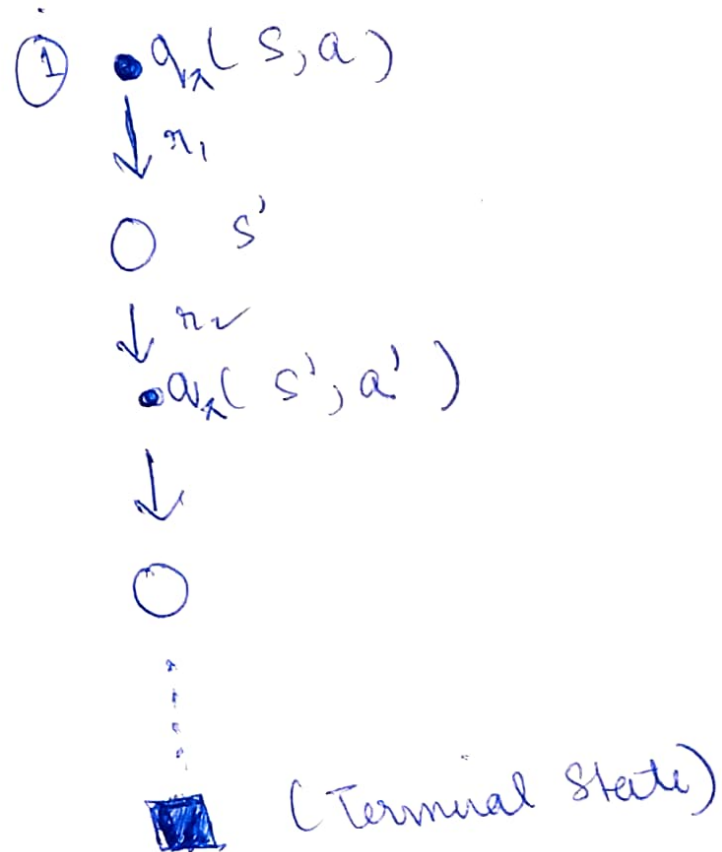 ① qπ(s,a)
r₁
s'
r₂
qπ(s',a')
(Terminal State)